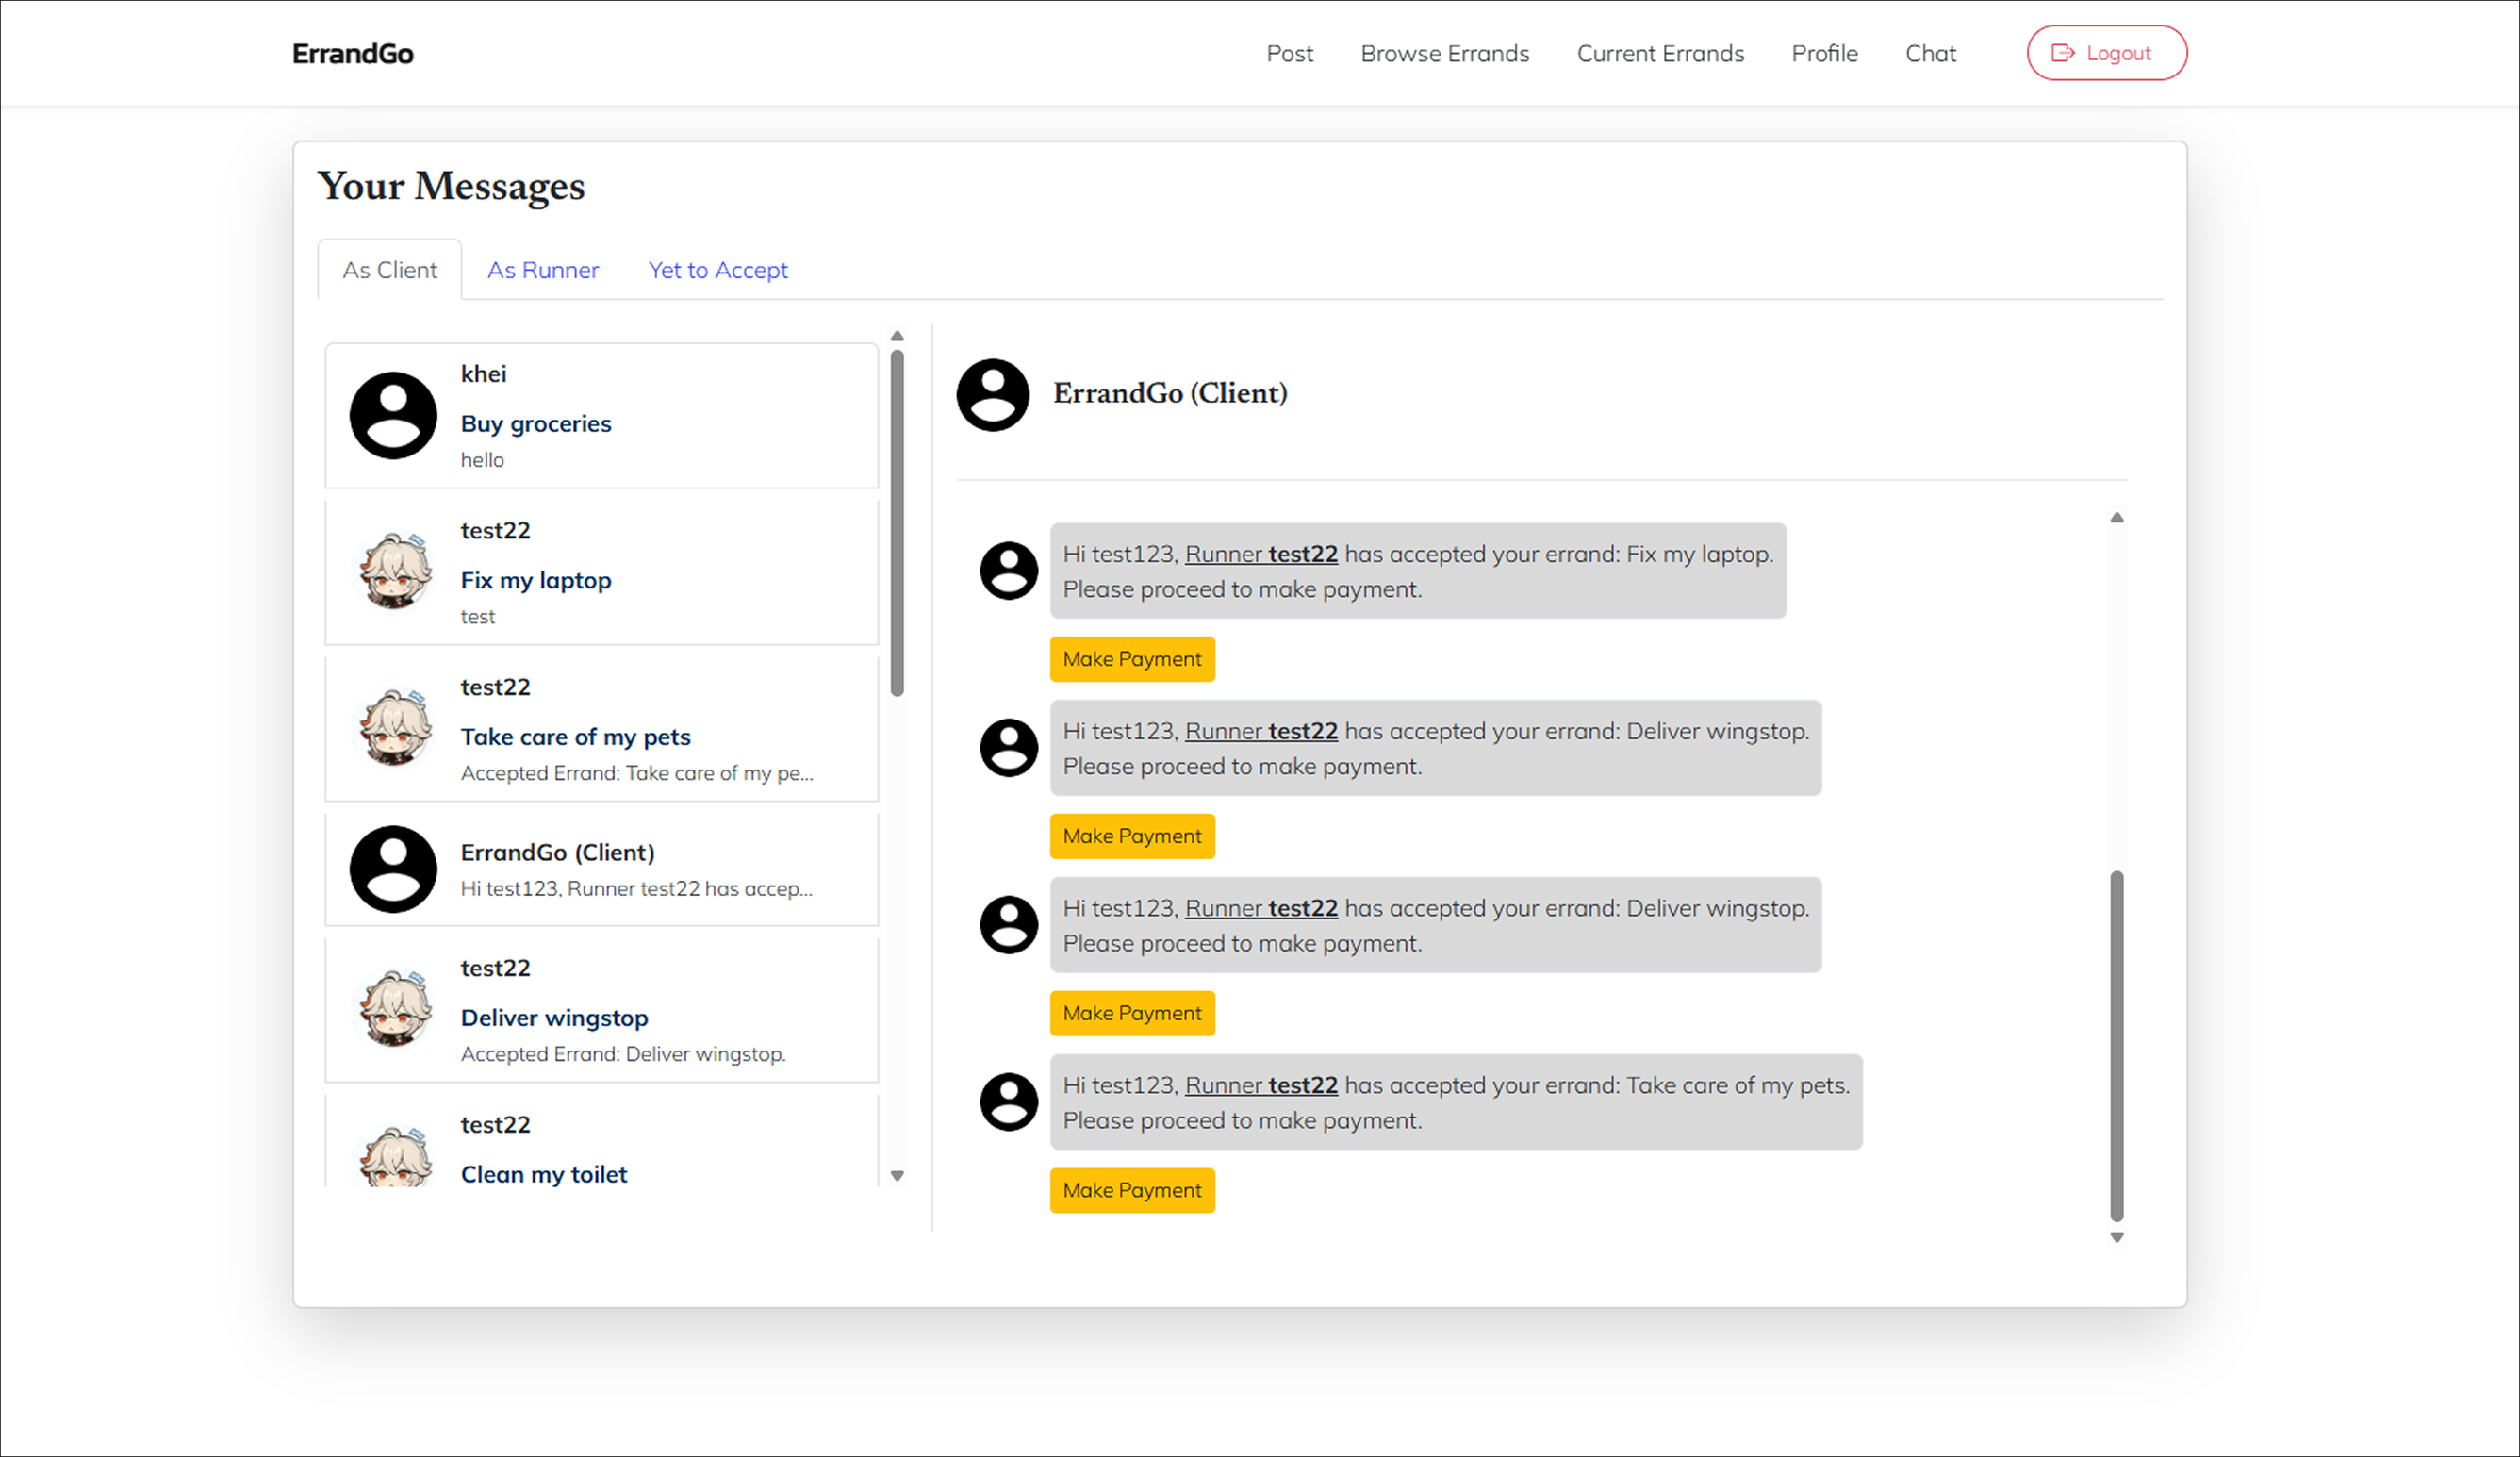 ErrandGo
Post
Browse Errands
Current Errands
Profile
Chat
Logout
Your Messages
As Client
As Runner
Yet to Accept
khei
Buy groceries
hello
test22
Fix my laptop
test
test22
Take care of my pets
Accepted Errand: Take care of my pe...
ErrandGo (Client)
Hi test123, Runner test22 has accep...
test22
Deliver wingstop
Accepted Errand: Deliver wingstop.
test22
Clean my toilet
ErrandGo (Client)
Hi test123, Runner test22 has accepted your errand: Fix my laptop.
Please proceed to make payment.
Make Payment
Hi test123, Runner test22 has accepted your errand: Deliver wingstop.
Please proceed to make payment.
Make Payment
Hi test123, Runner test22 has accepted your errand: Deliver wingstop.
Please proceed to make payment.
Make Payment
Hi test123, Runner test22 has accepted your errand: Take care of my pets.
Please proceed to make payment.
Make Payment